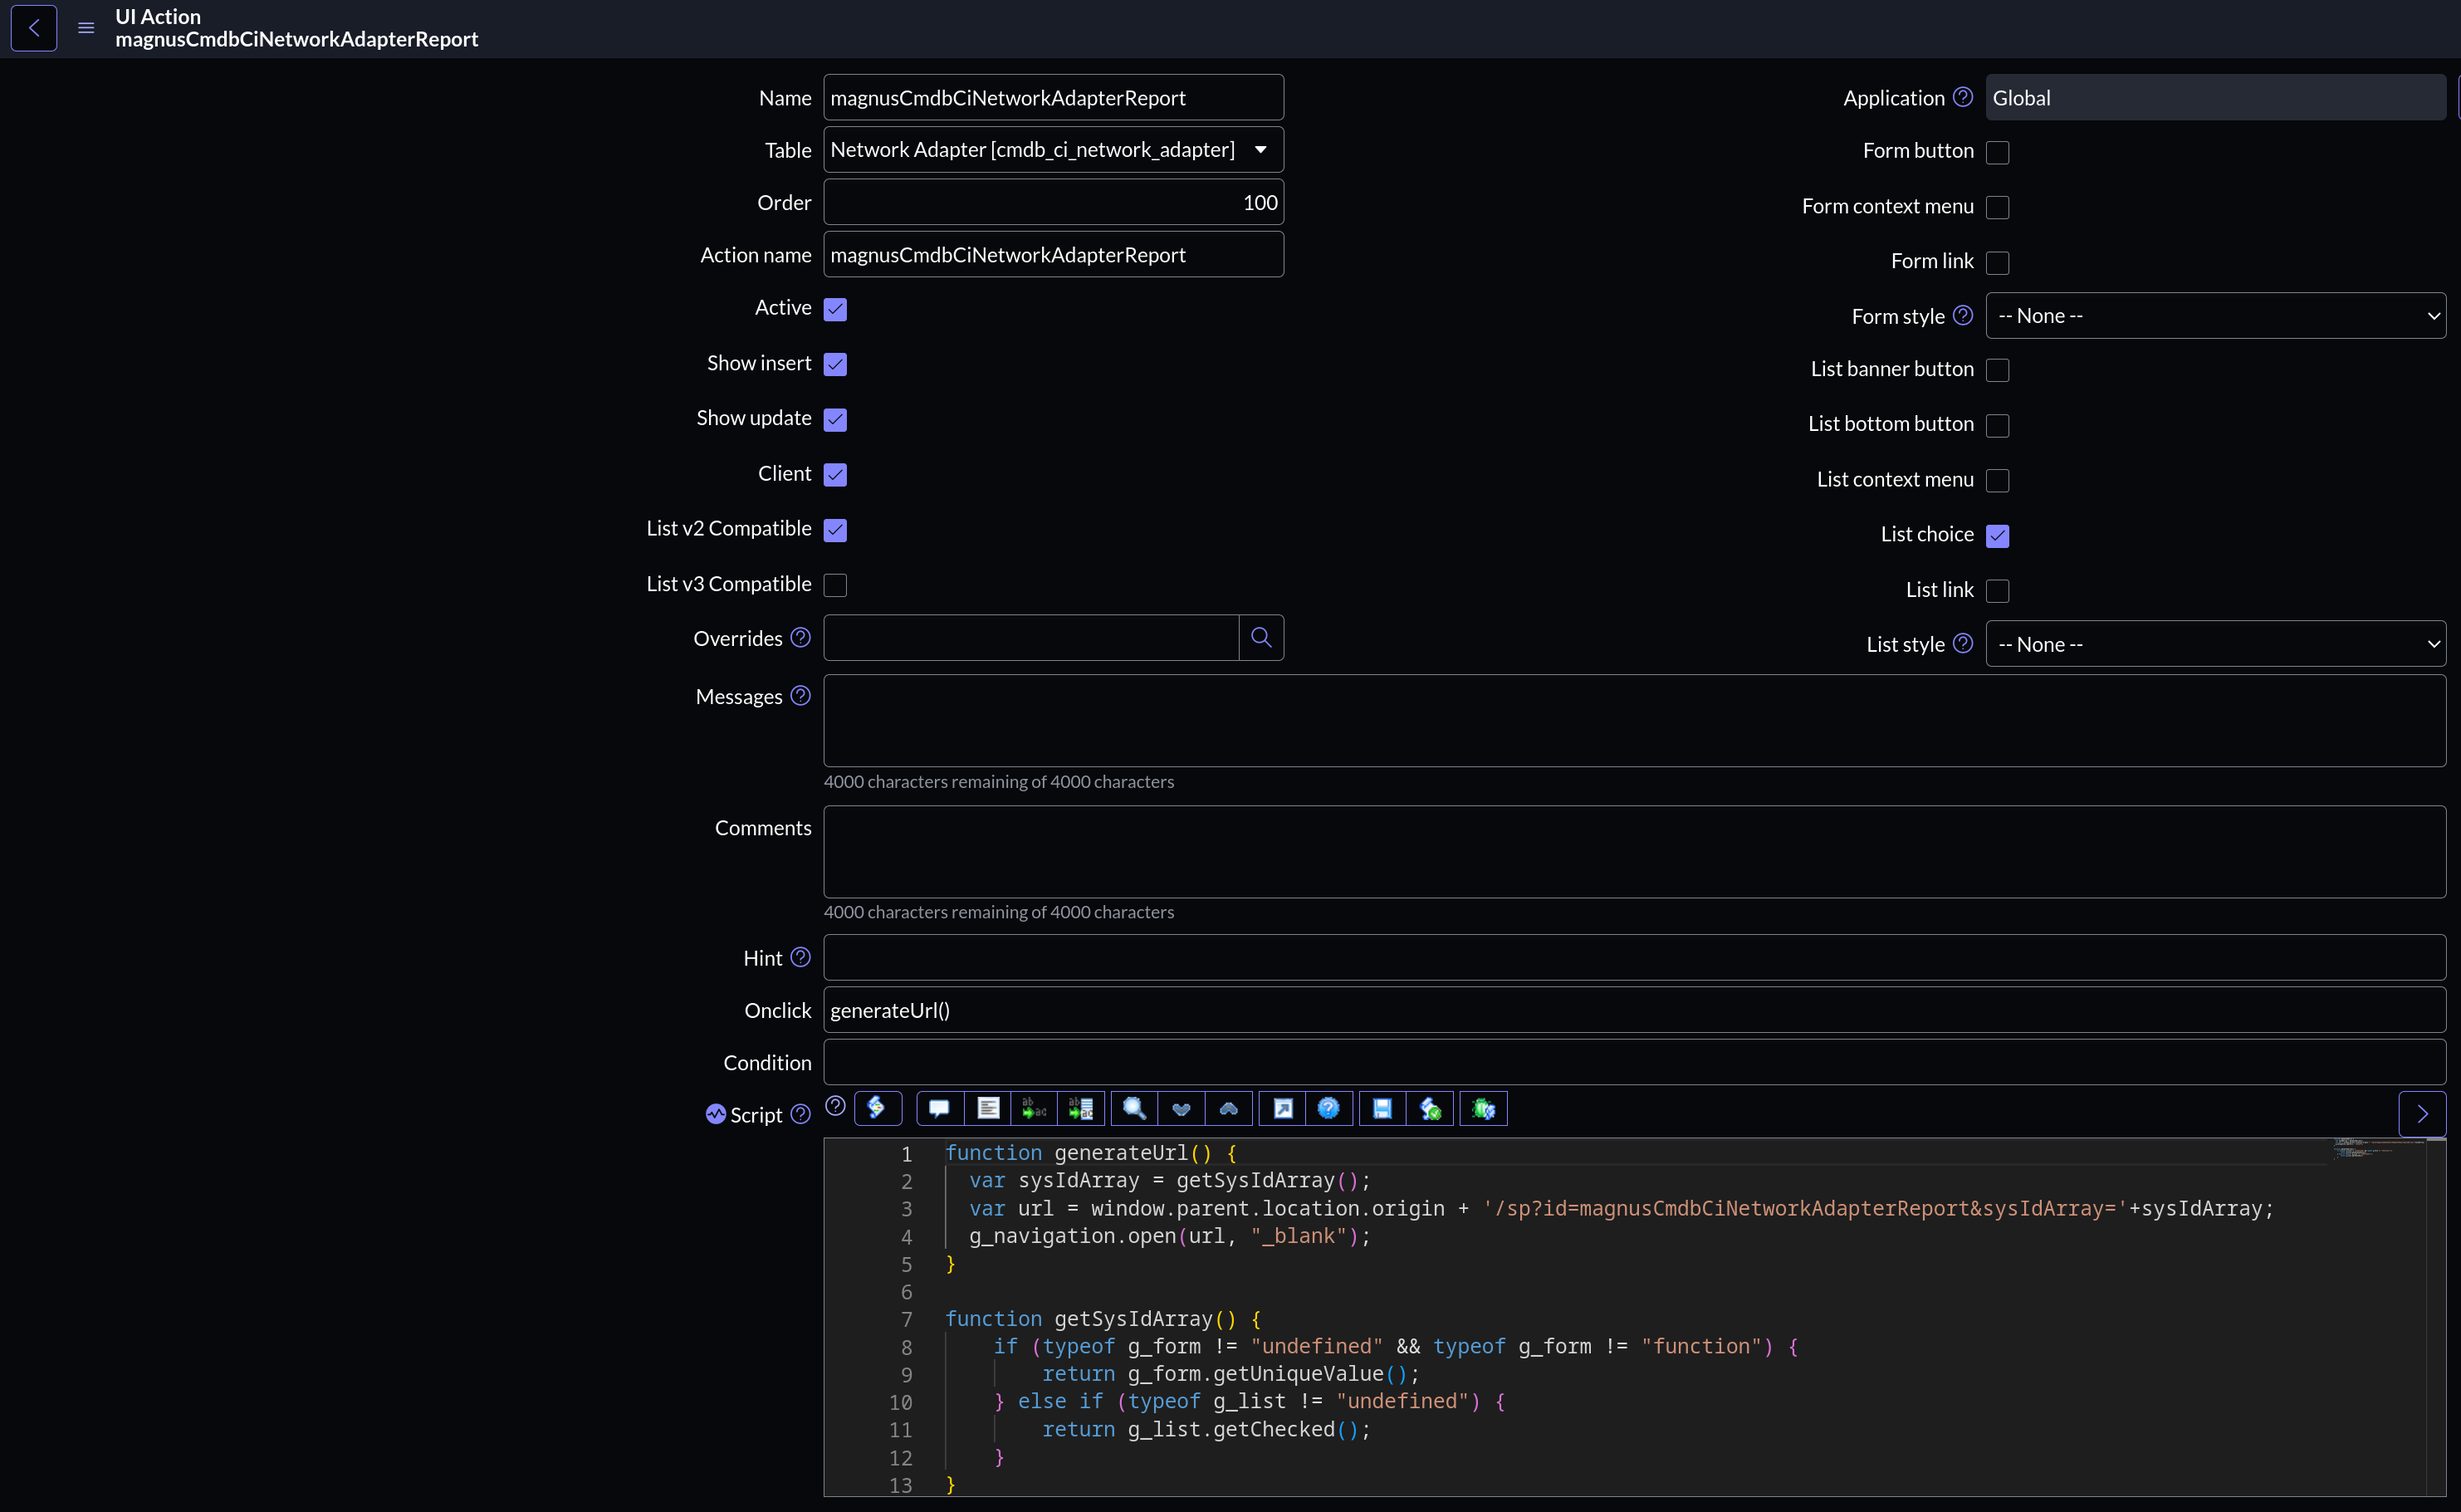 UI Action
magnusCmdbCiNetworkAdapterReport
Name magnusCmdbCiNetworkAdapterReport
Table Network Adapter [cmdb_ci_network_adapter]
Order 100
Action name magnusCmdbCiNetworkAdapterReport
Active
Show insert
Show update
Client
List v2 Compatible
List v3 Compatible
Overrides
Application Global
Form button
Form context menu
Form link
Form style -- None --
List banner button
List bottom button
List context menu
List choice
List link
List style -- None --
Messages
4000 characters remaining of 4000 characters
Comments
4000 characters remaining of 4000 characters
Hint
Onclick generateUrl()
Condition
Script
1 function generateUrl() {
2   var sysIdArray = getSysIdArray();
3   var url = window.parent.location.origin + '/sp?id=magnusCmdbCiNetworkAdapterReport&sysIdArray='+sysIdArray;
4   g_navigation.open(url, "_blank");
5 }
6
7 function getSysIdArray() {
8     if (typeof g_form != "undefined" && typeof g_form != "function") {
9         return g_form.getUniqueValue();
10     } else if (typeof g_list != "undefined") {
11         return g_list.getChecked();
12     }
13 }